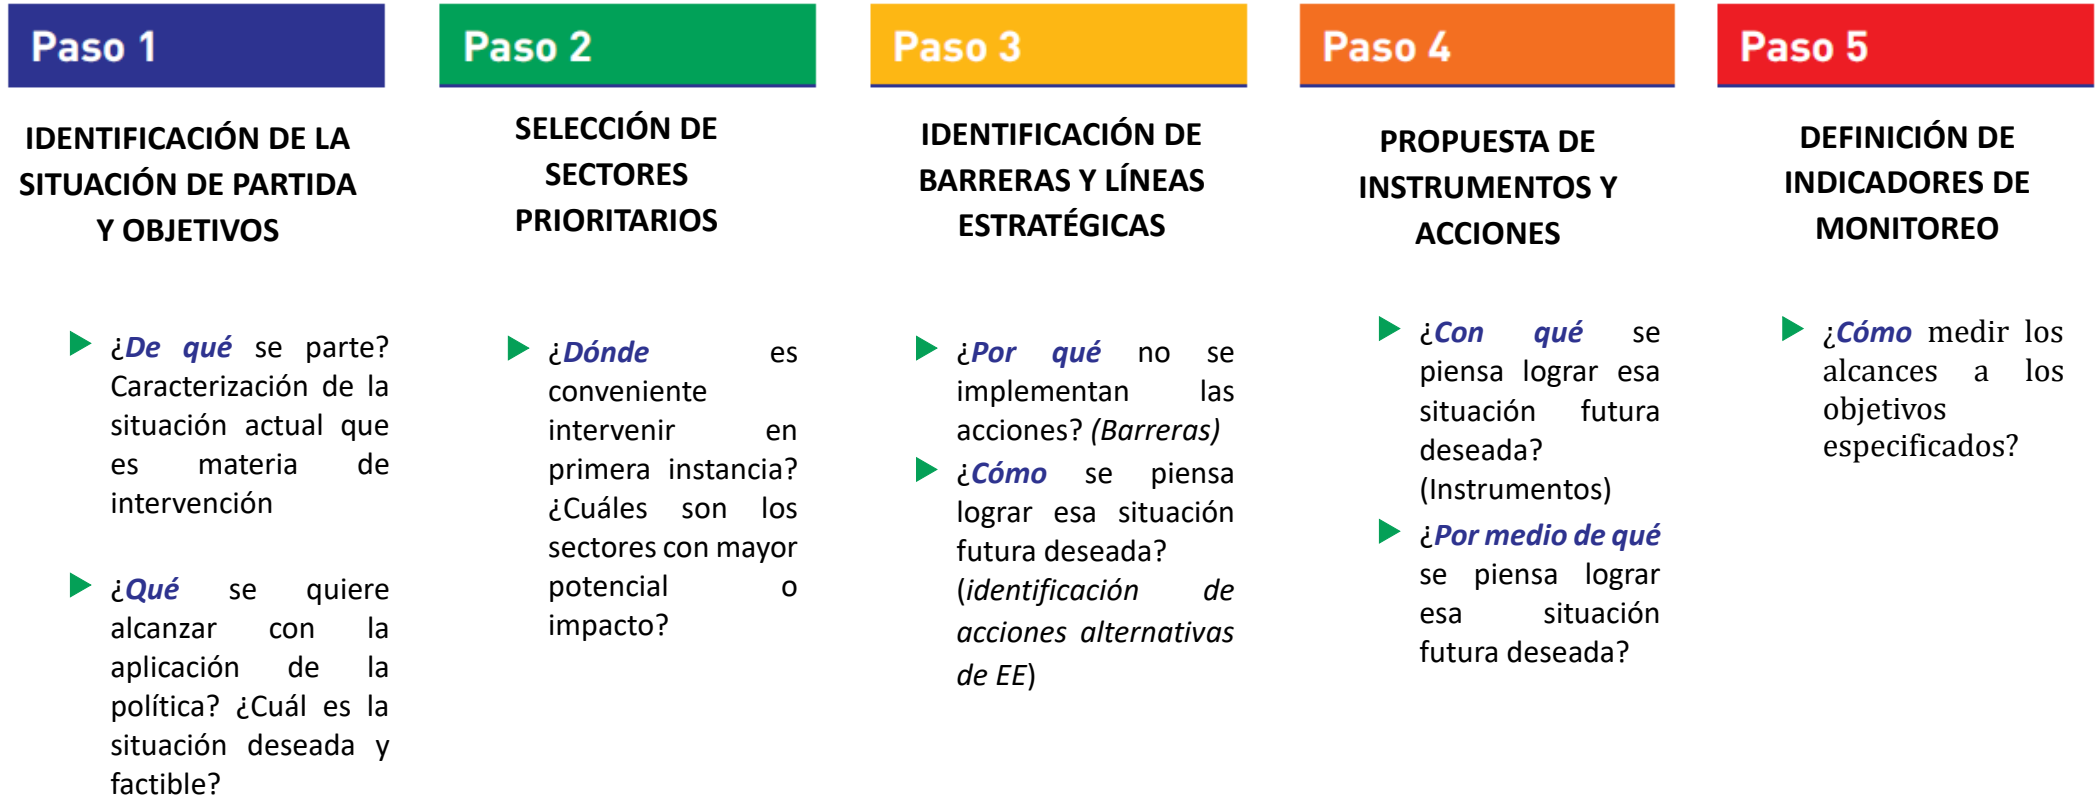 Paso 1
IDENTIFICACIÓN DE LA
SITUACIÓN DE PARTIDA
Y OBJETIVOS
¿De qué se parte?
Caracterización de la
situación actual que
es materia de
intervención
¿Qué se quiere
alcanzar con la
aplicación de la
política? ¿Cuál es la
situación deseada y
factible?
Paso 2
SELECCIÓN DE
SECTORES
PRIORITARIOS
¿Dónde es
conveniente
intervenir en
primera instancia?
¿Cuáles son los
sectores con mayor
potencial o
impacto?
Paso 3
IDENTIFICACIÓN DE
BARRERAS Y LÍNEAS
ESTRATÉGICAS
¿Por qué no se
implementan las
acciones? (Barreras)
¿Cómo se piensa
lograr esa situación
futura deseada?
(identificación de
acciones alternativas
de EE)
Paso 4
PROPUESTA DE
INSTRUMENTOS Y
ACCIONES
¿Con qué se
piensa lograr esa
situación futura
deseada?
(Instrumentos)
¿Por medio de qué
se piensa lograr
esa situación
futura deseada?
Paso 5
DEFINICIÓN DE
INDICADORES DE
MONITOREO
¿Cómo medir los
alcances a los
objetivos
especificados?